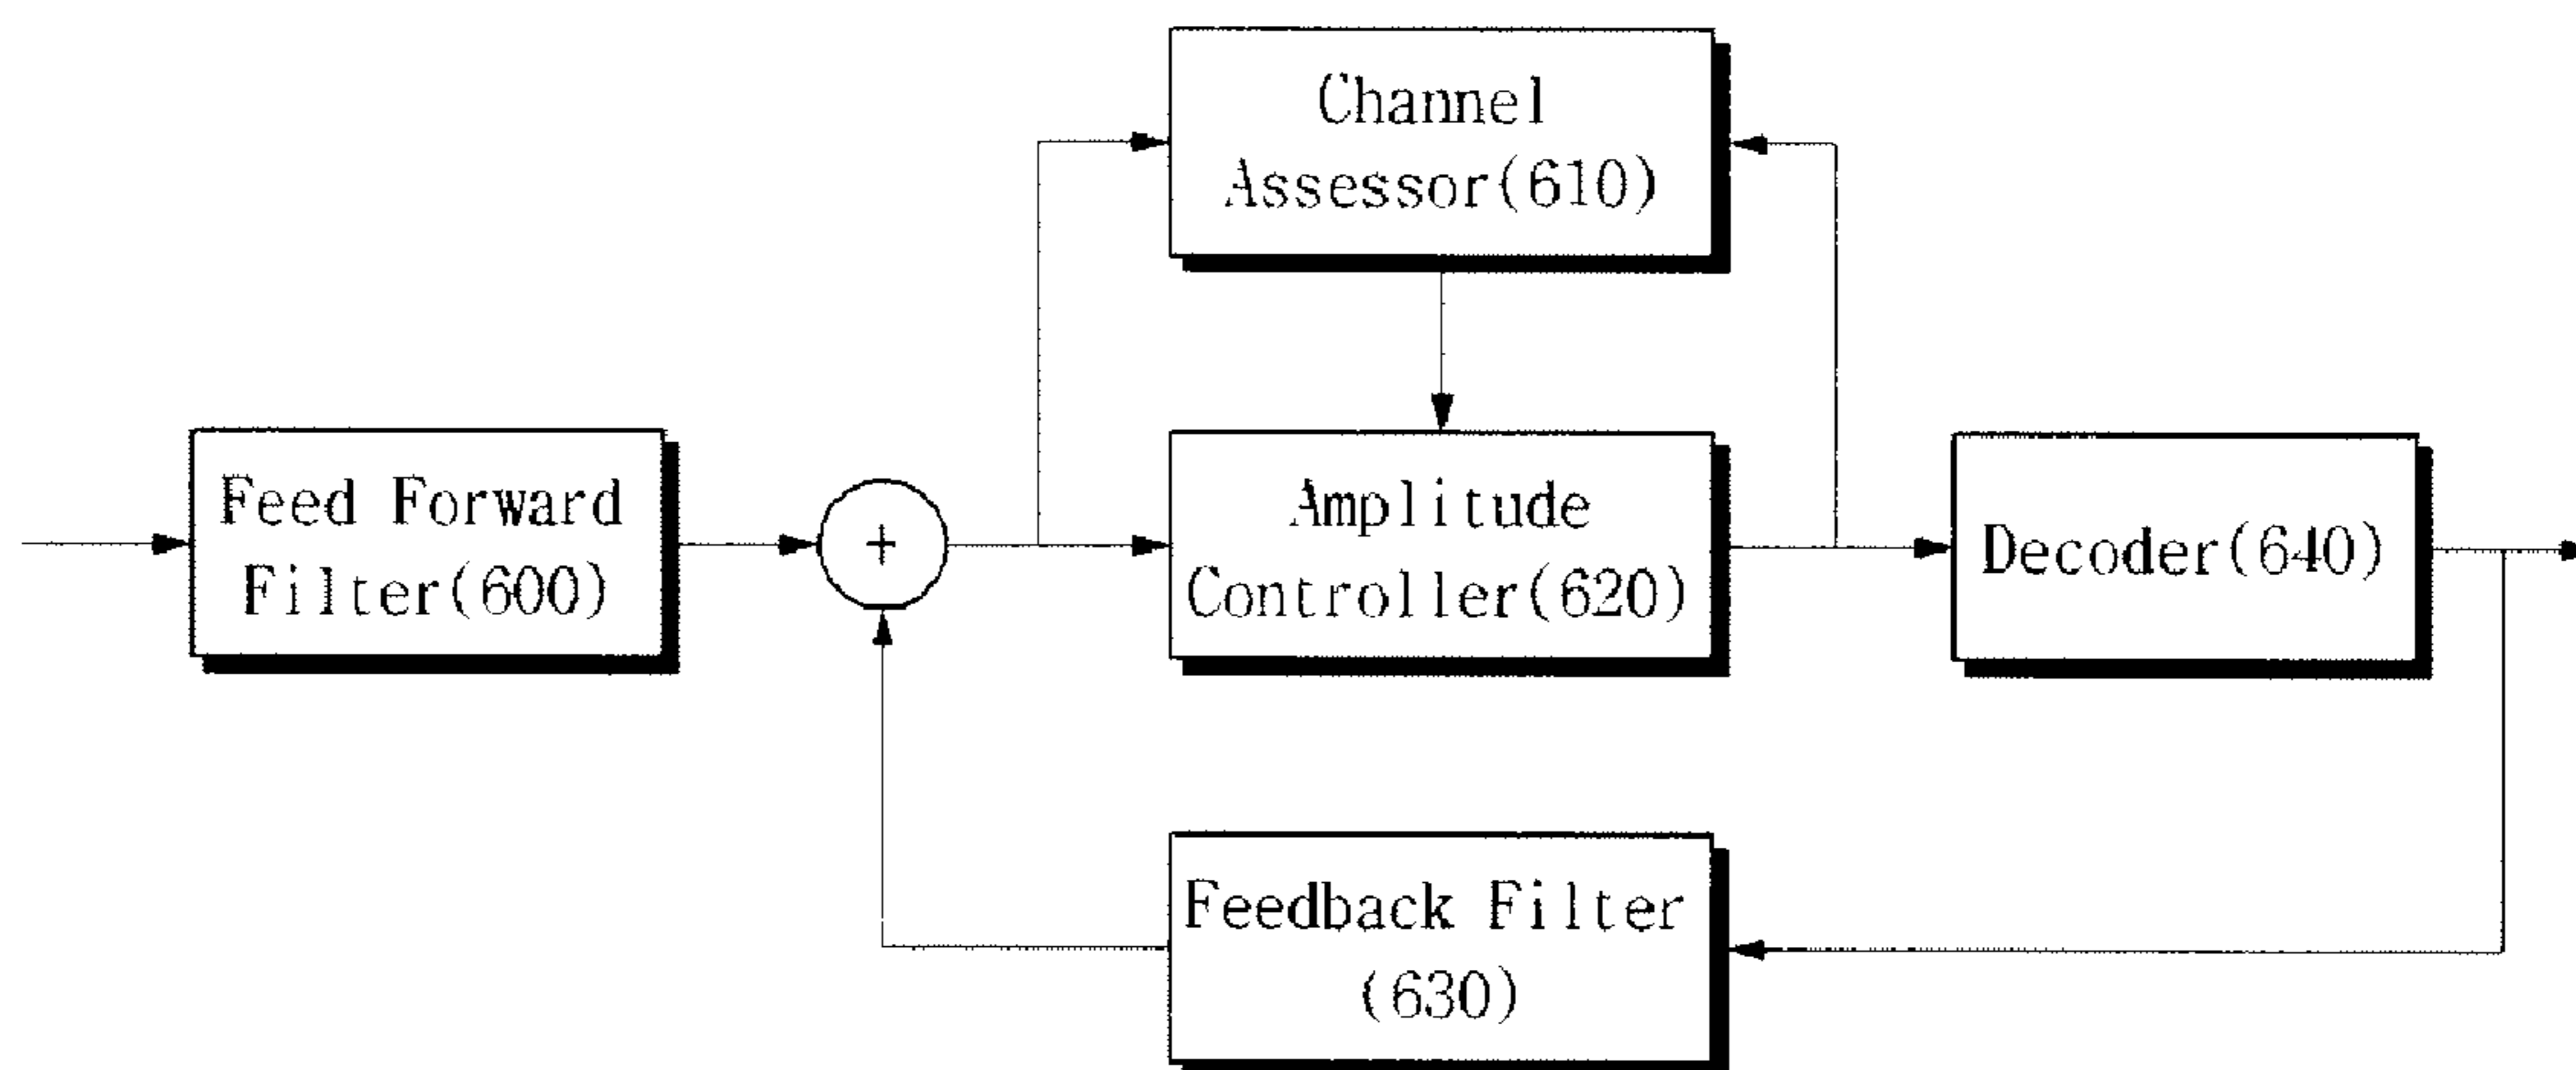 Channel
Assessor(610)
Feed Forward
Filter(600)
+
Amplitude
Controller(620)
Decoder(640)
Feedback Filter
(630)